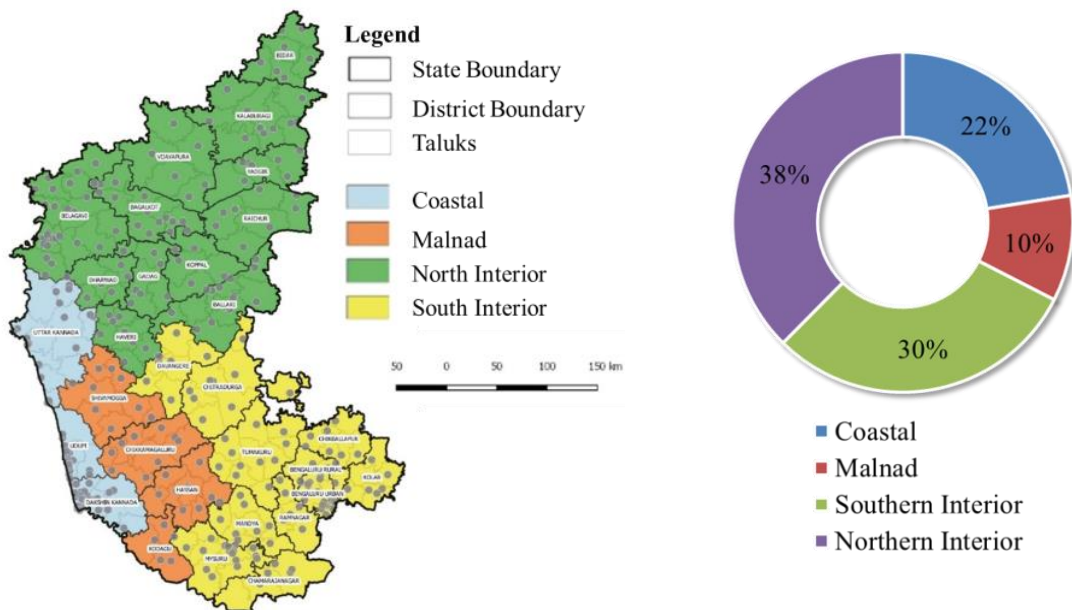 Legend
State Boundary
District Boundary
Taluks
Coastal
Malnad
North Interior
South Interior
50 0 50 100 150 km
BIDAR
KALABURAGI
VIJAYAPURA
YADGIR
BELAGAVI
BAGALKOT
RAICHUR
DHARWAD
GADAG
KOPPAL
BALLARI
UTTAR KANNADA
HAVERI
DAVANGERE
CHITRADURGA
SHIVAMOGGA
UDUPI
CHIKKAMAGALURU
TUMAKURU
CHIKBALLAPUR
BENGALURU RURAL
KOLAR
BENGALURU URBAN
DAKSHIN KANNADA
HASSAN
MANDYA
RAMNAGAR
KODAGU
MYSURU
CHAMARAJANAGAR
22%
38%
10%
30%
Coastal
Malnad
Southern Interior
Northern Interior